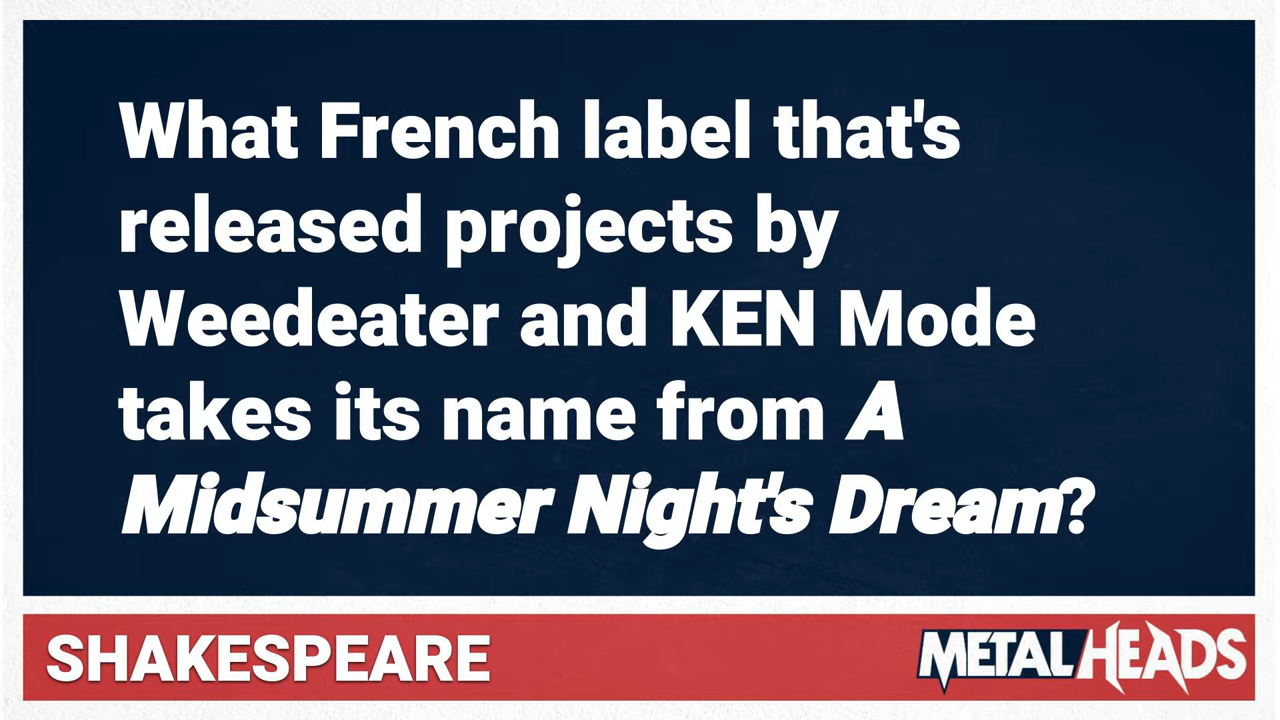 What French label that's
released projects by
Weedeater and KEN Mode
takes its name from A
Midsummer Night's Dream?
SHAKESPEARE
METALHEADS